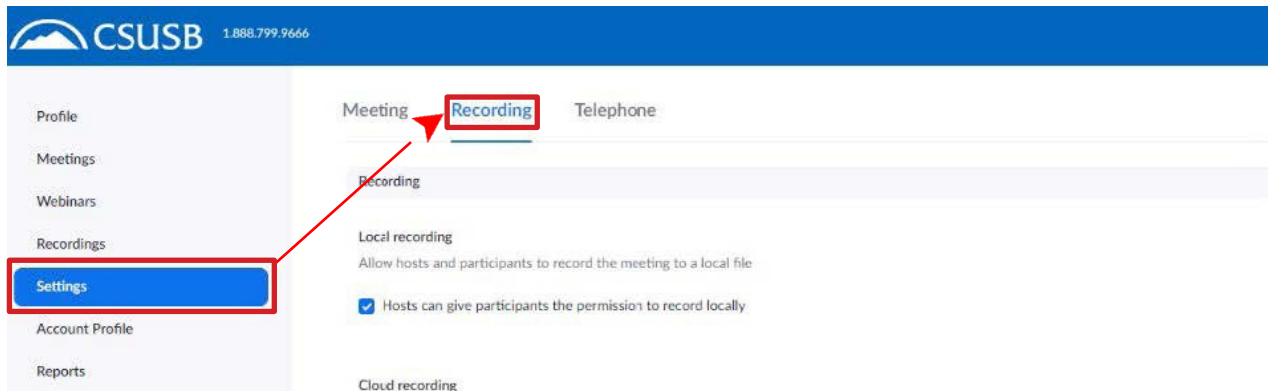 CSUSB 1.888.799.9666
Profile
Meetings
Webinars
Recordings
Settings
Account Profile
Reports
Meeting Recording Telephone
Recording
Local recording
Allow hosts and participants to record the meeting to a local file
Hosts can give participants the permission to record locally
Cloud recording